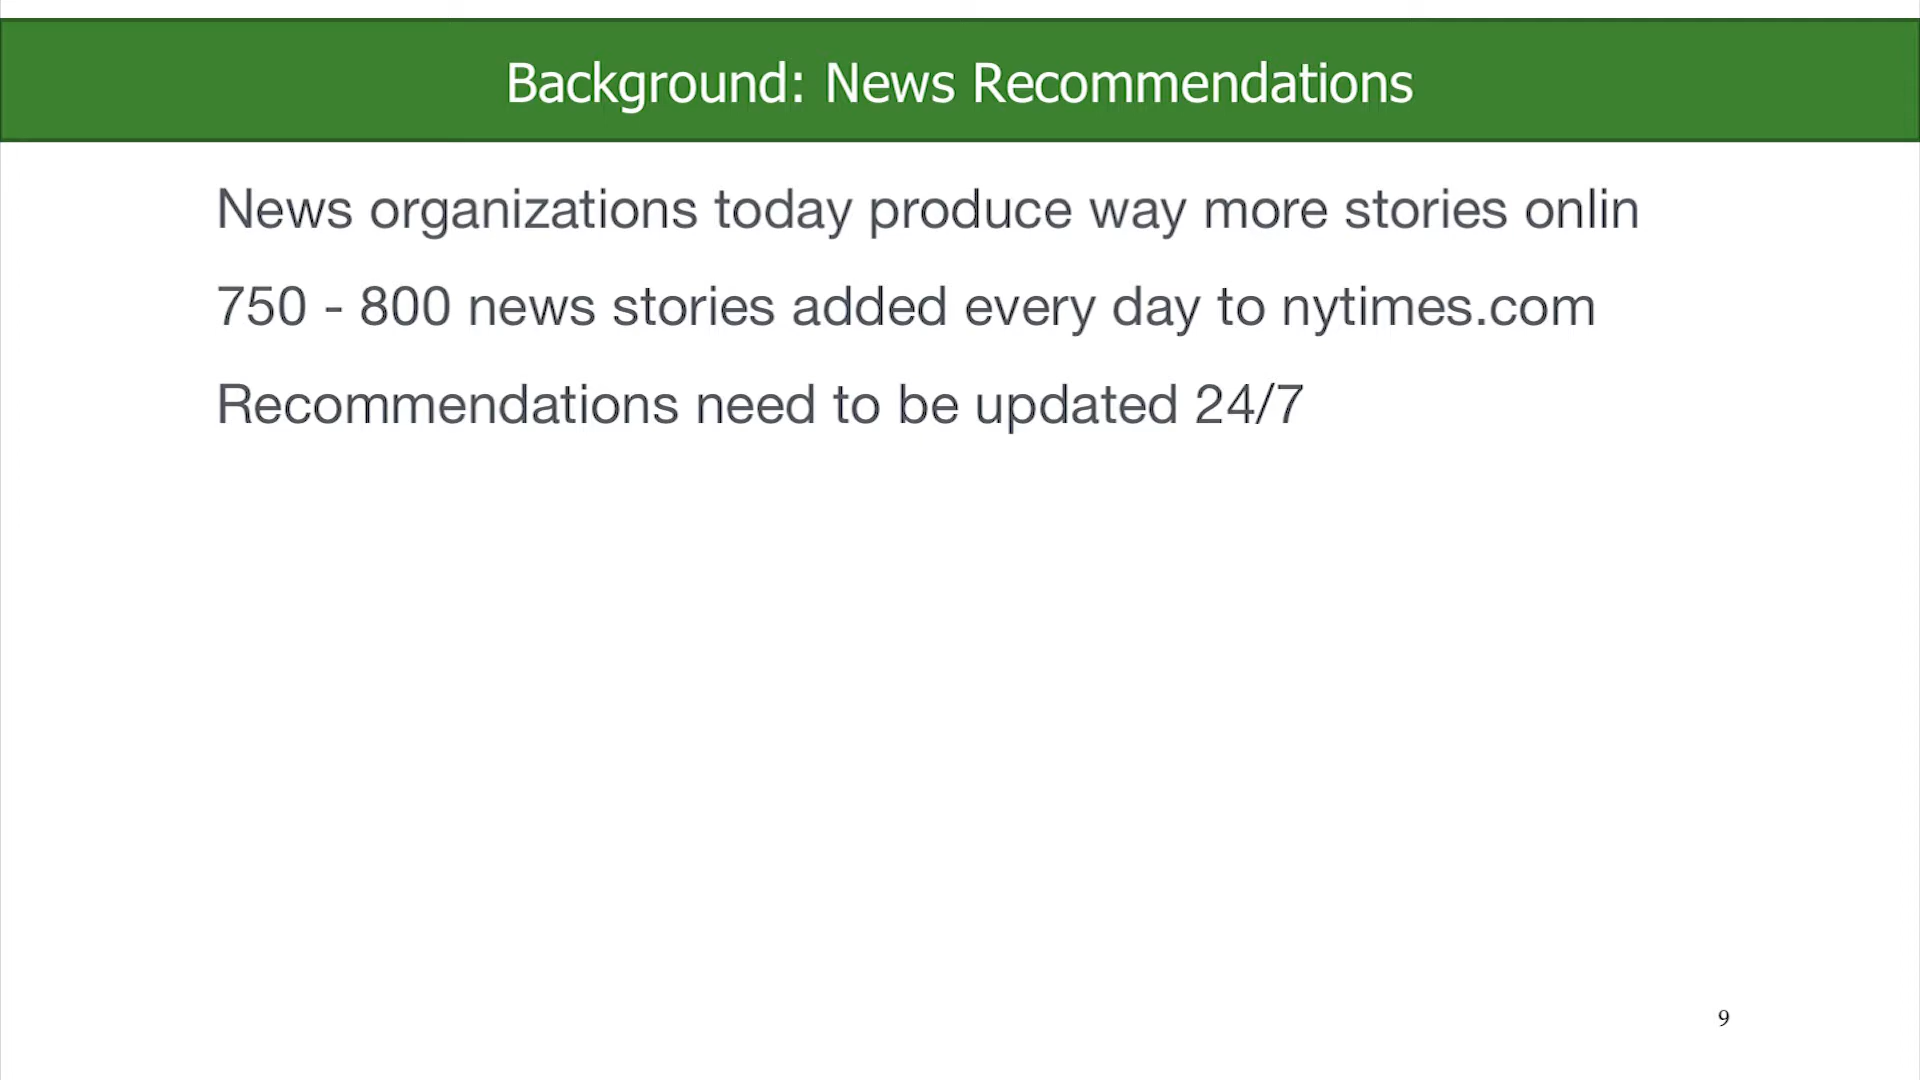 Background: News Recommendations
News organizations today produce way more stories onlin
750 - 800 news stories added every day to nytimes.com
Recommendations need to be updated 24/7
9